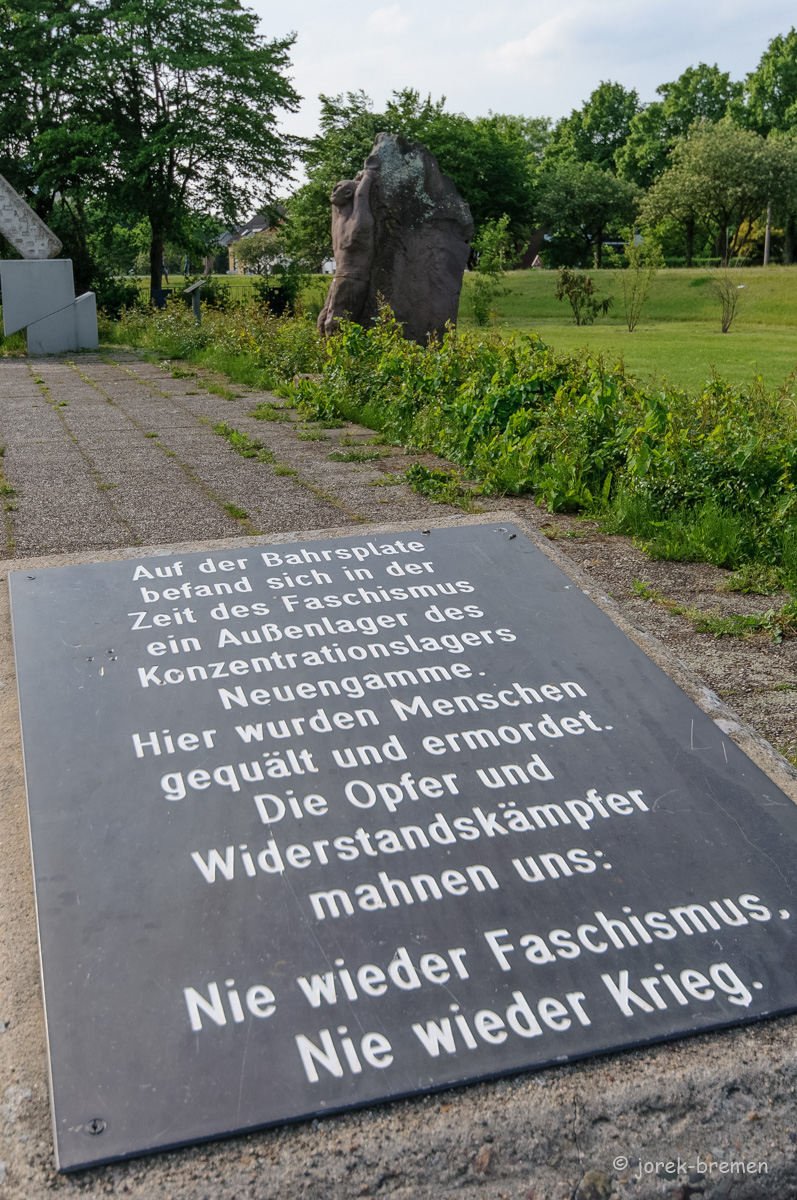 Auf der Bahrsplate
befand sich in der
Zeit des Faschismus
ein Außenlager des
Konzentrationslagers
Neuengamme.
Hier wurden Menschen
gequält und ermordet.
Die Opfer und
Widerstandskämpfer
mahnen uns:
Nie wieder Faschismus,
Nie wieder Krieg.
© jorek-bremen